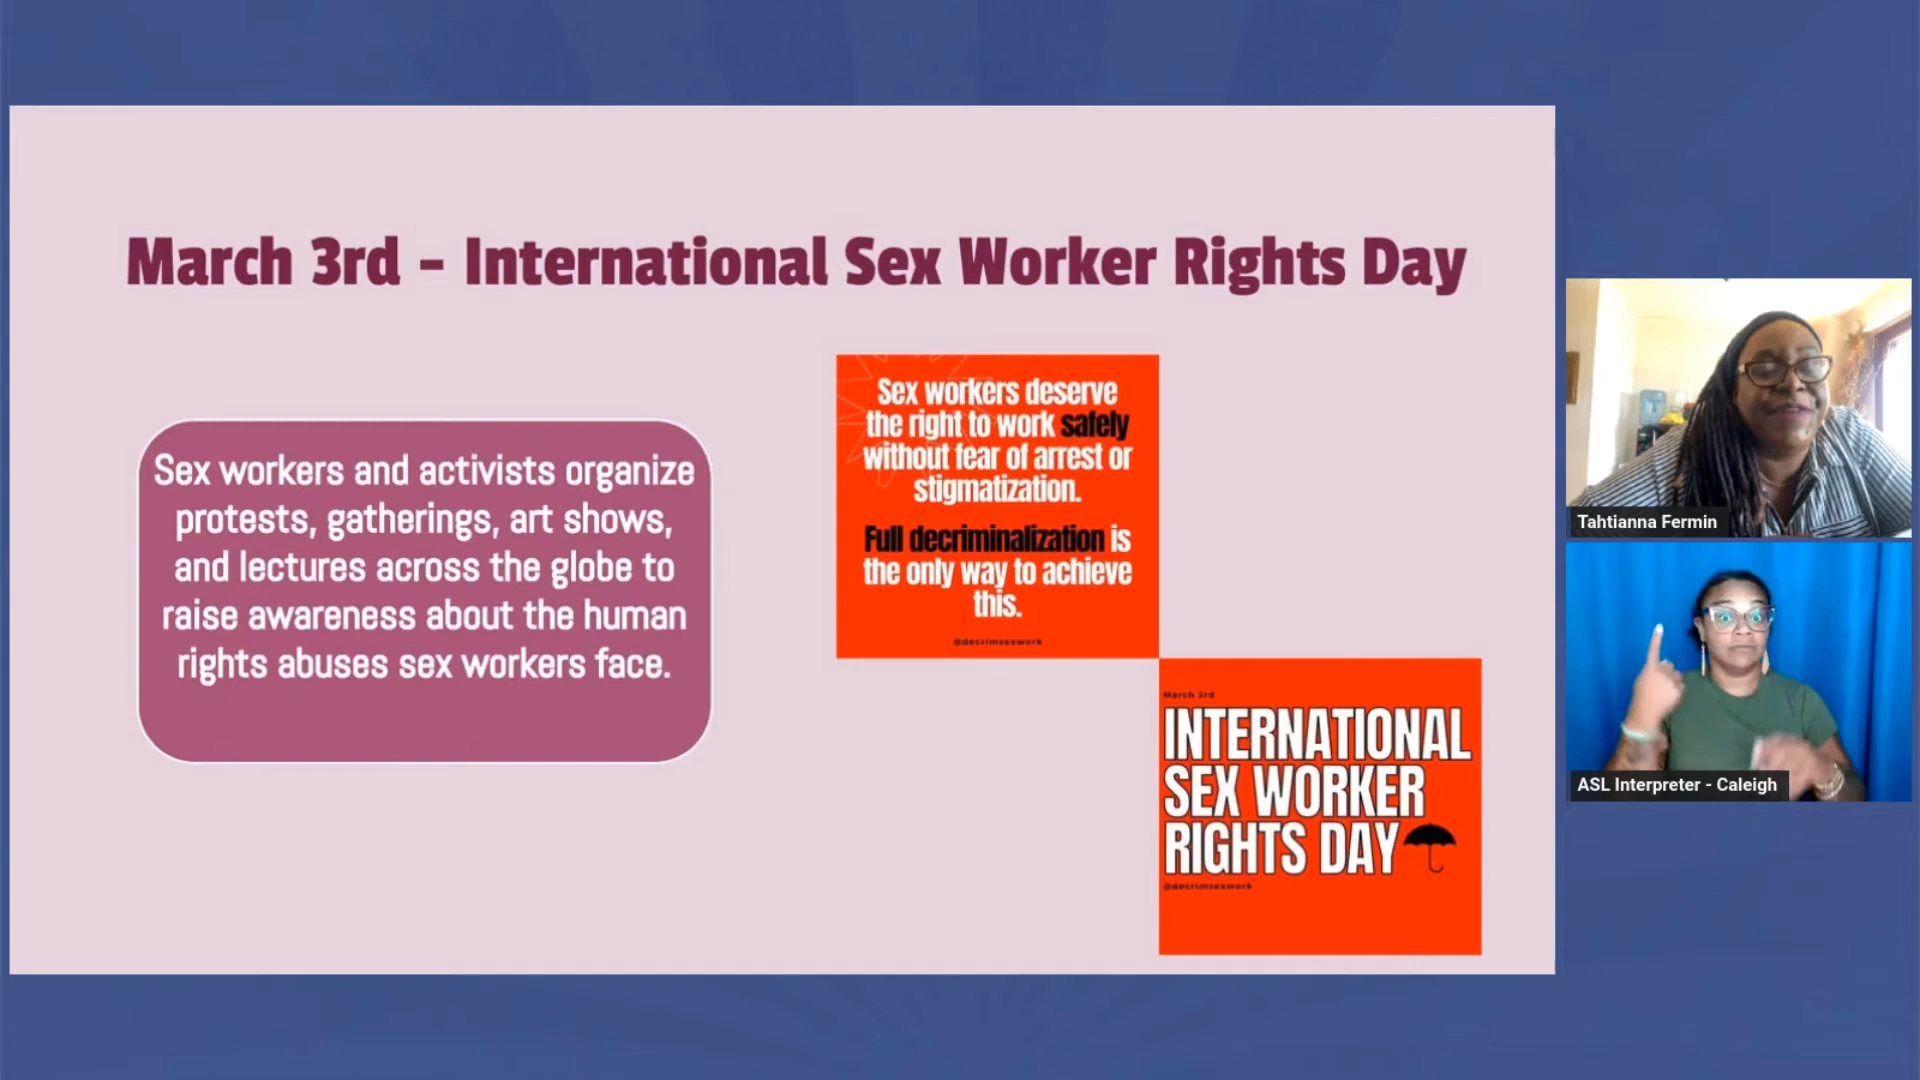 March 3rd - International Sex Worker Rights Day
Sex workers and activists organize
protests, gatherings, art shows,
and lectures across the globe to
raise awareness about the human
rights abuses sex workers face.
Sex workers deserve
the right to work safely
without fear of arrest or
stigmatization.
Full decriminalization is
the only way to achieve
this.
@decrimsexwork
March 3rd
INTERNATIONAL
SEX WORKER
RIGHTS DAY
@decrimsexwork
Tahtianna Fermin
ASL Interpreter - Caleigh